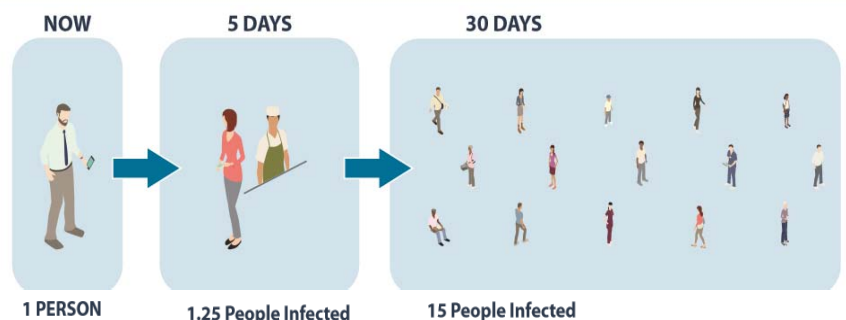 NOW
5 DAYS
30 DAYS
1 PERSON
1.25 People Infected
15 People Infected